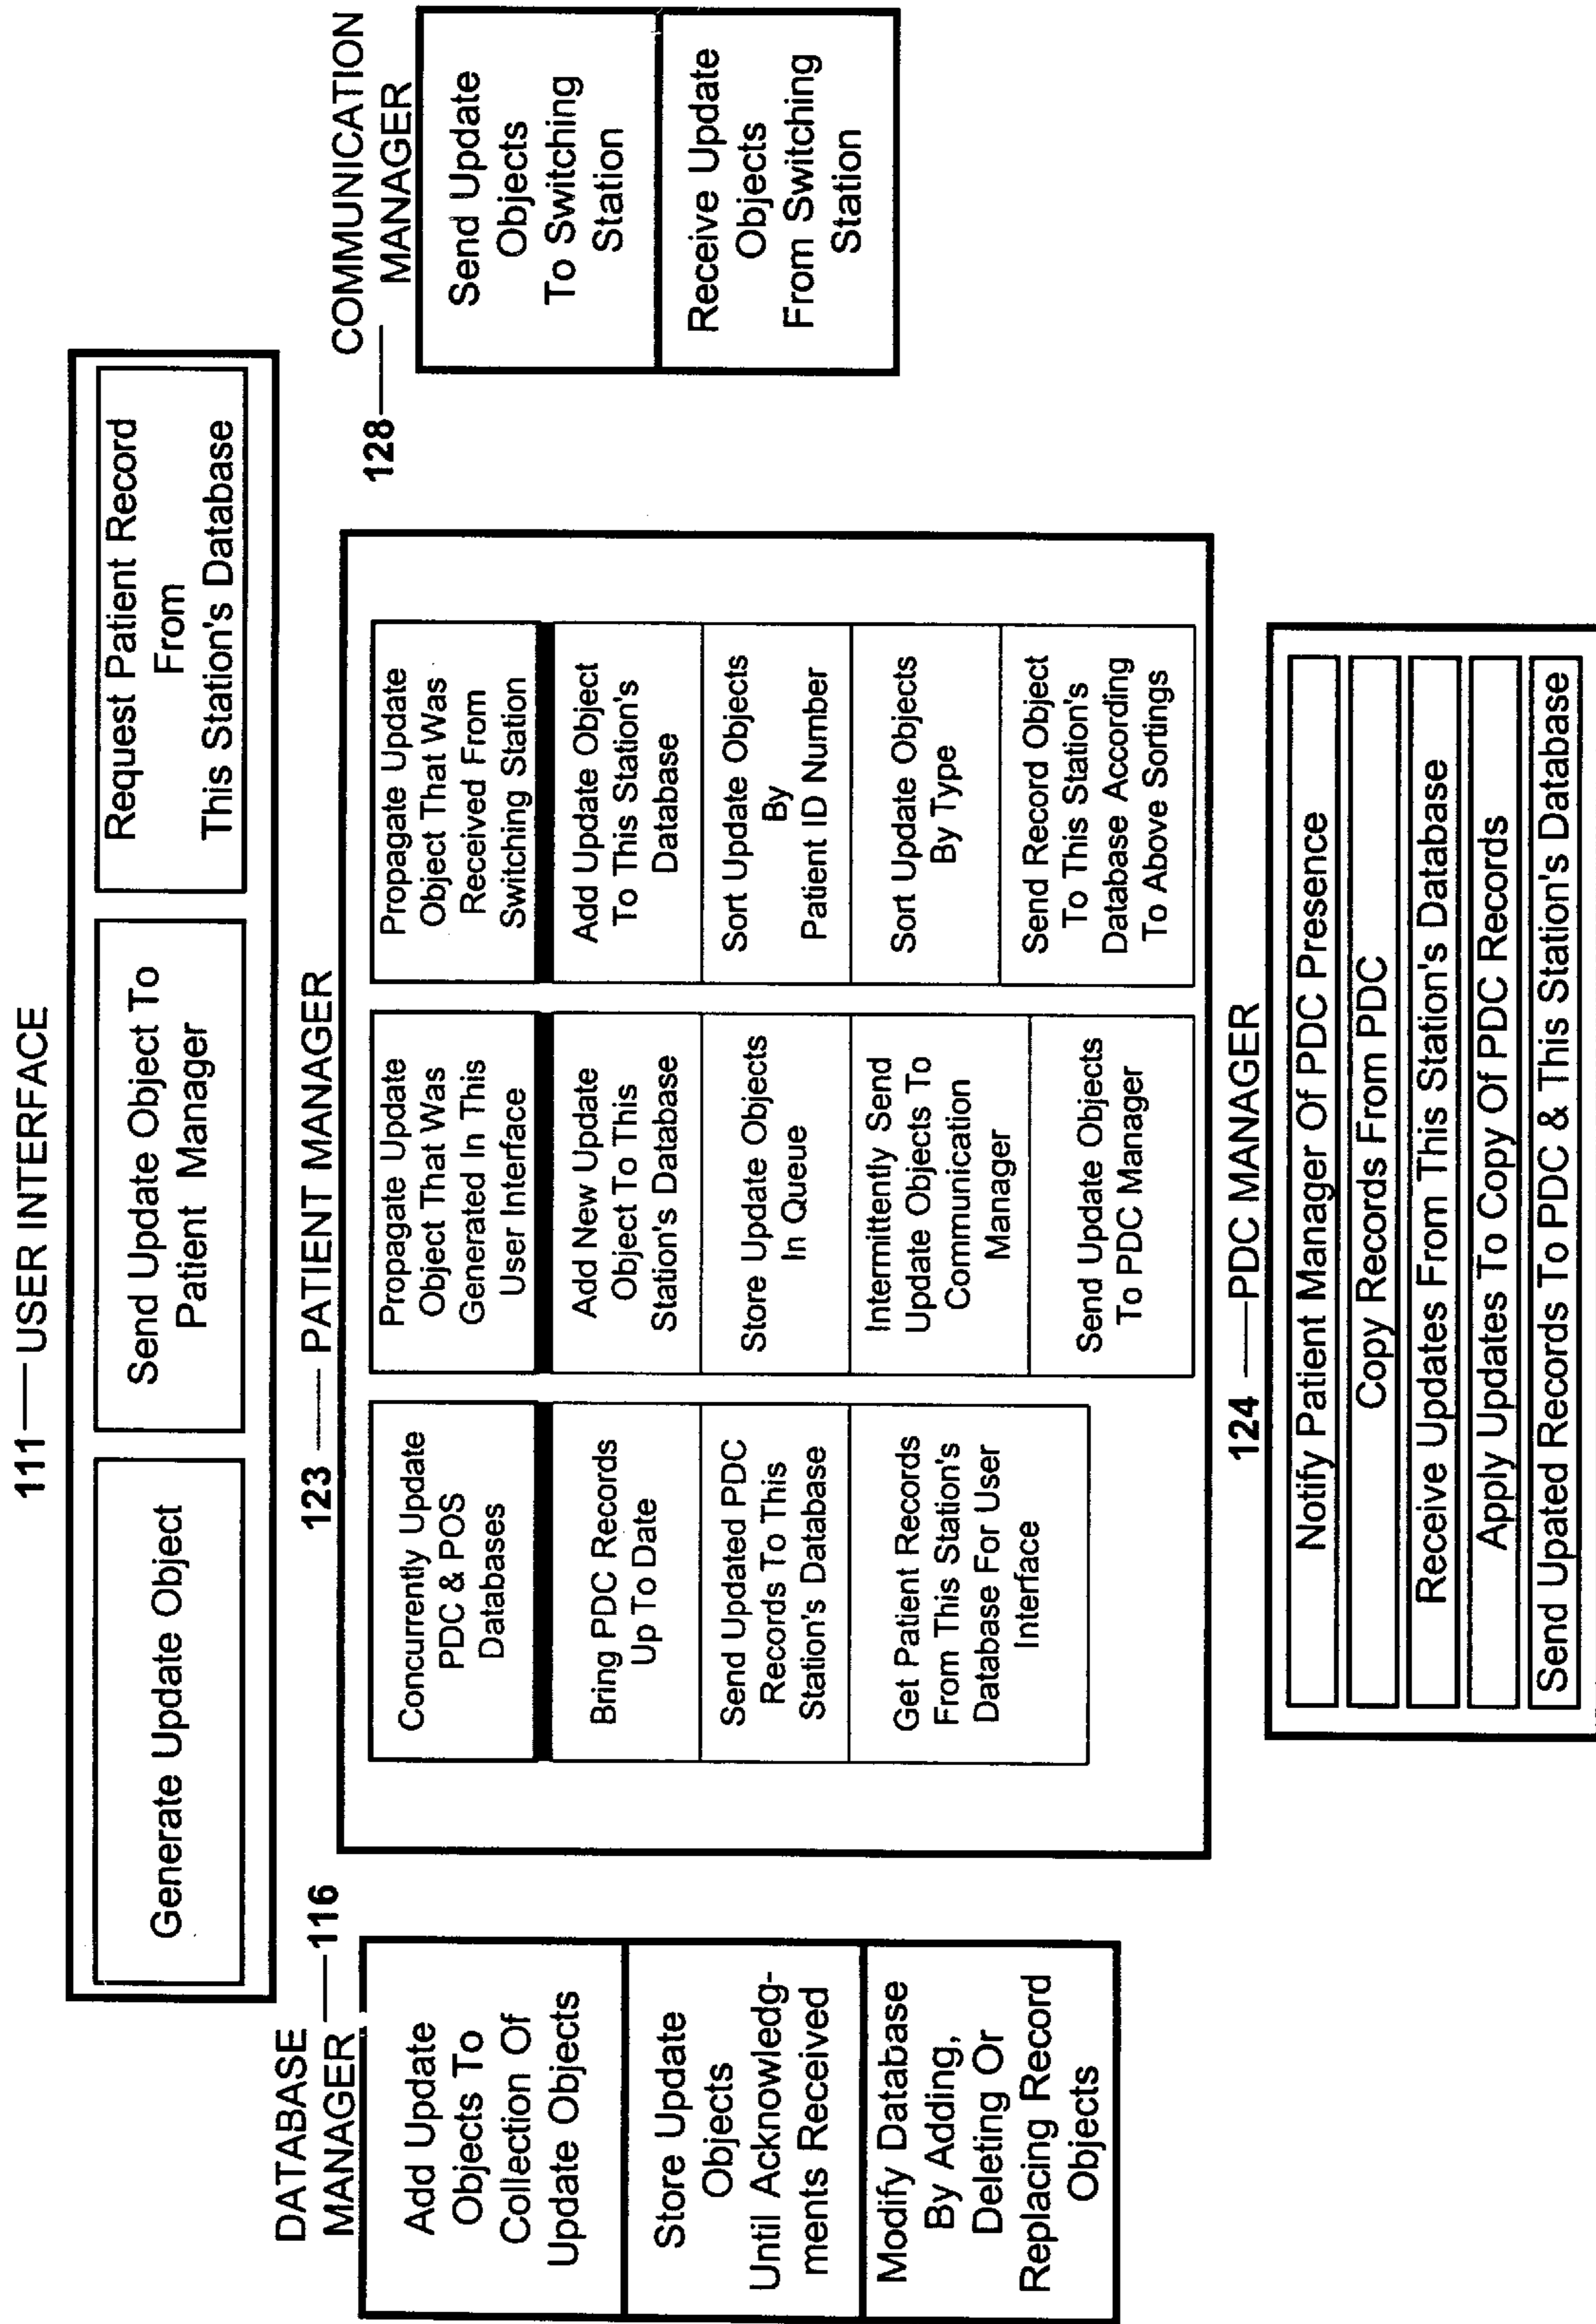 111 — USER INTERFACE
Generate Update Object
Send Update Object To
Patient Manager
Request Patient Record
From
This Station's Database
DATABASE
MANAGER — 116
Add Update
Objects To
Collection Of
Update Objects
Store Update
Objects
Until Acknowledg-
ments Received
Modify Database
By Adding,
Deleting Or
Replacing Record
Objects
123 — PATIENT MANAGER
Concurrently Update
PDC & POS
Databases
Bring PDC Records
Up To Date
Send Updated PDC
Records To This
Station's Database
Get Patient Records
From This Station's
Database For User
Interface
Propagate Update
Object That Was
Generated In This
User Interface
Add New Update
Object To This
Station's Database
Store Update Objects
In Queue
Intermittently Send
Update Objects To
Communication
Manager
Send Update Objects
To PDC Manager
Propagate Update
Object That Was
Received From
Switching Station
Add Update Object
To This Station's
Database
Sort Update Objects
By
Patient ID Number
Sort Update Objects
By Type
Send Record Object
To This Station's
Database According
To Above Sortings
COMMUNICATION
128 — MANAGER
Send Update
Objects
To Switching
Station
Receive Update
Objects
From Switching
Station
124 — PDC MANAGER
Notify Patient Manager Of PDC Presence
Copy Records From PDC
Receive Updates From This Station's Database
Apply Updates To Copy Of PDC Records
Send Upated Records To PDC & This Station's Database